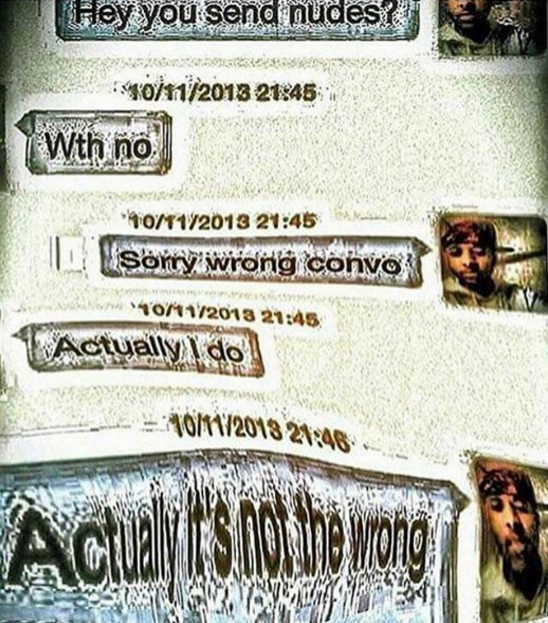 Hey you send nudes?
10/11/2013 21:45
Wth no
10/11/2013 21:45
Sorry wrong convo
10/11/2013 21:45
Actually I do
10/11/2013 21:46
Actually it's not the wrong